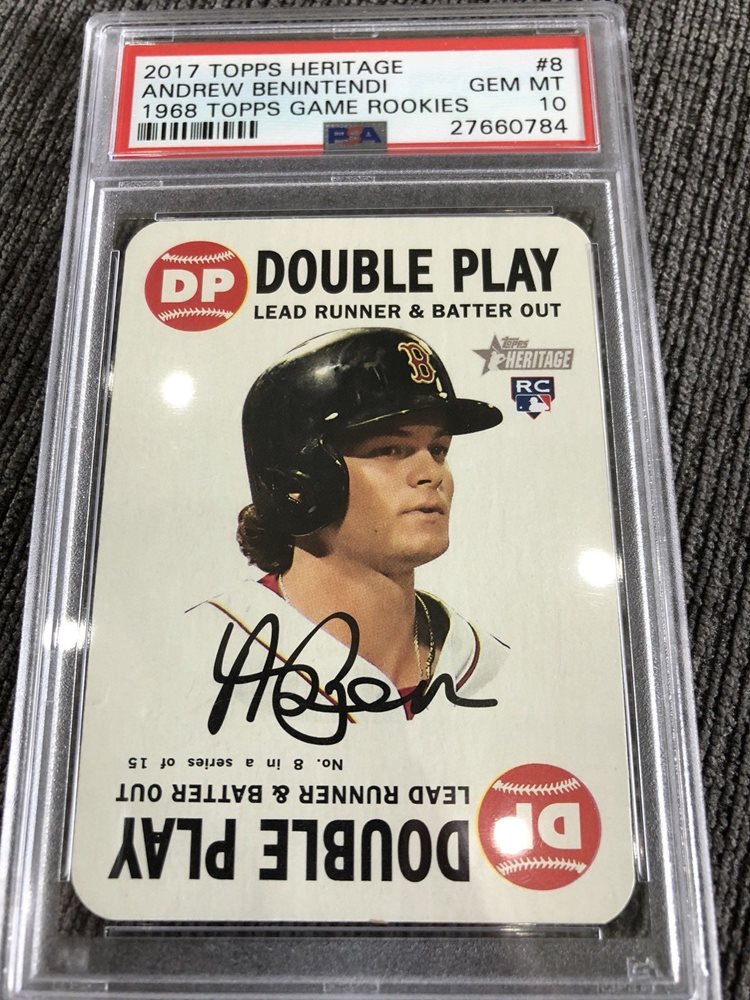 2017 TOPPS HERITAGE #8
ANDREW BENINTENDI GEM MT
1968 TOPPS GAME ROOKIES 10
PSA 27660784
DP DOUBLE PLAY
LEAD RUNNER & BATTER OUT
Topps
HERITAGE
B
RC
No. 8 in a series of 15
LEAD RUNNER & BATTER OUT
DOUBLE PLAY DP